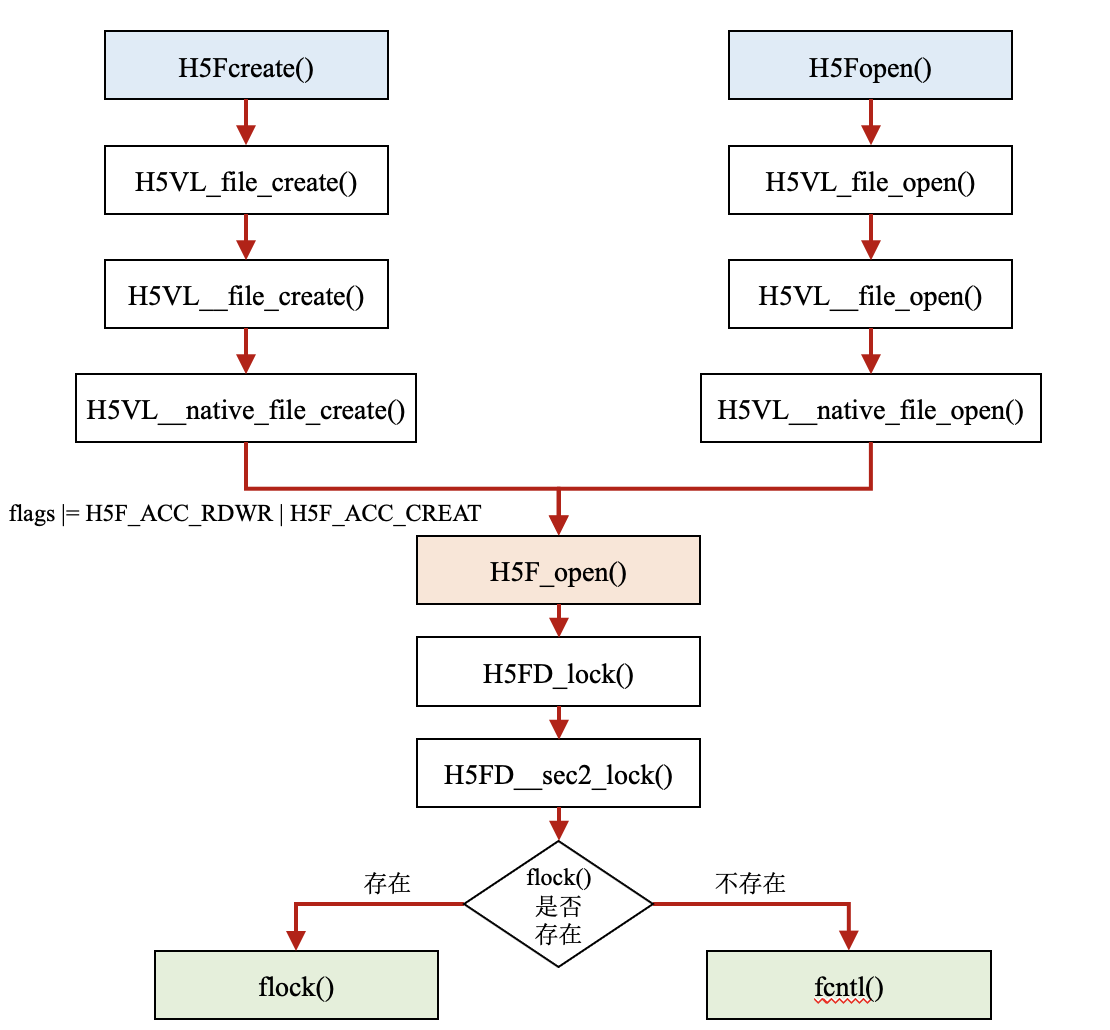 H5Fcreate()
H5Fopen()
H5VL_file_create()
H5VL_file_open()
H5VL__file_create()
H5VL__file_open()
H5VL__native_file_create()
H5VL__native_file_open()
flags |= H5F_ACC_RDWR | H5F_ACC_CREAT
H5F_open()
H5FD_lock()
H5FD__sec2_lock()
flock()
是否
存在
存在
不存在
flock()
fcntl()